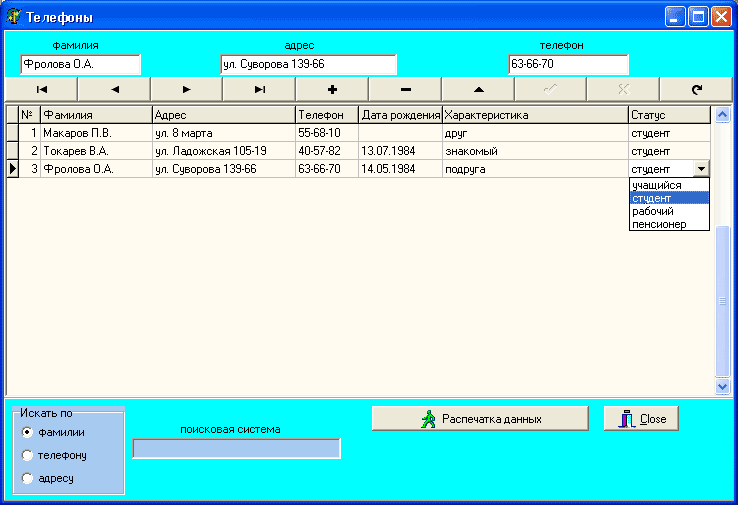 Телефоны
фамилия адрес телефон
Фролова О.А. ул. Суворова 139-66 63-66-70
№ Фамилия Адрес Телефон Дата рождения Характеристика Статус
1 Макаров П.В. ул. 8 марта 55-68-10 друг студент
2 Токарев В.А. ул. Ладожская 105-19 40-57-82 13.07.1984 знакомый студент
3 Фролова О.А. ул. Суворова 139-66 63-66-70 14.05.1984 подруга студент
учащийся
студент
рабочий
пенсионер
Искать по
фамилии
телефону
адресу
поисковая система
Распечатка данных
Close